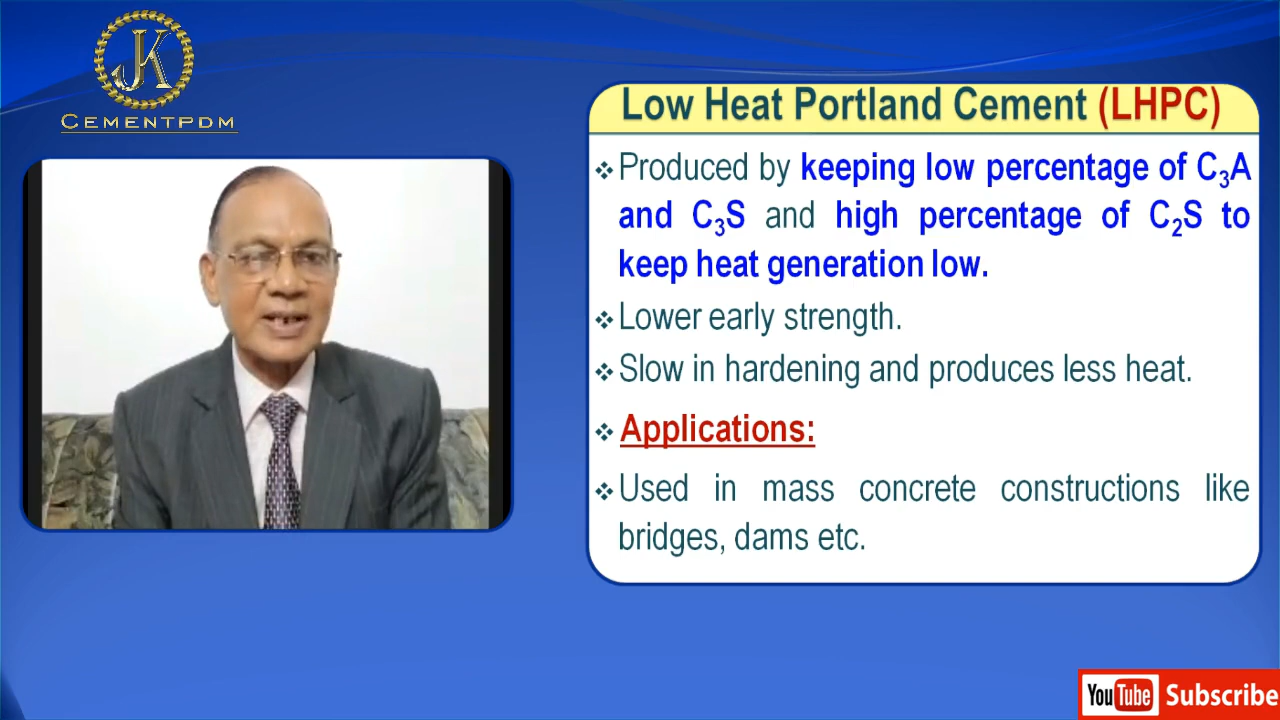 JK
CEMENTPDM
Low Heat Portland Cement (LHPC)
❖ Produced by keeping low percentage of C₃A
and C₃S and high percentage of C₂S to
keep heat generation low.
❖ Lower early strength.
❖ Slow in hardening and produces less heat.
❖ Applications:
❖ Used in mass concrete constructions like
bridges, dams etc.
YouTube Subscribe